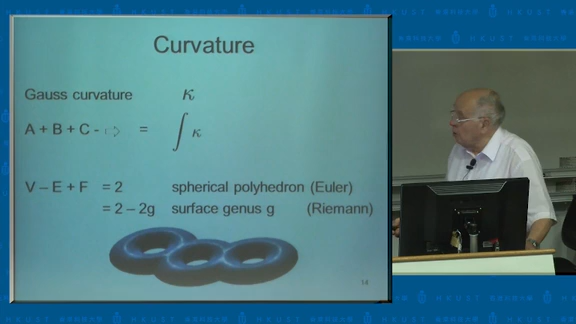 Curvature
Gauss curvature κ
A + B + C - = ∫ κ
V – E + F = 2 spherical polyhedron (Euler)
= 2 – 2g surface genus g (Riemann)
14
HKUST